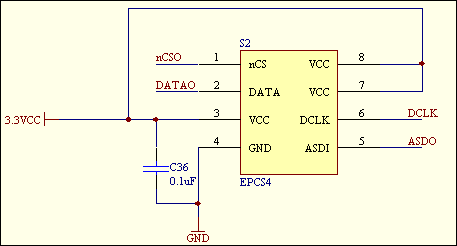 S2
nCSO 1 nCS VCC 8
DATAO 2 DATA VCC 7
3.3VCC 3 VCC DCLK 6 DCLK
4 GND ASDI 5 ASDO
C36
0.1uF
EPCS4
GND